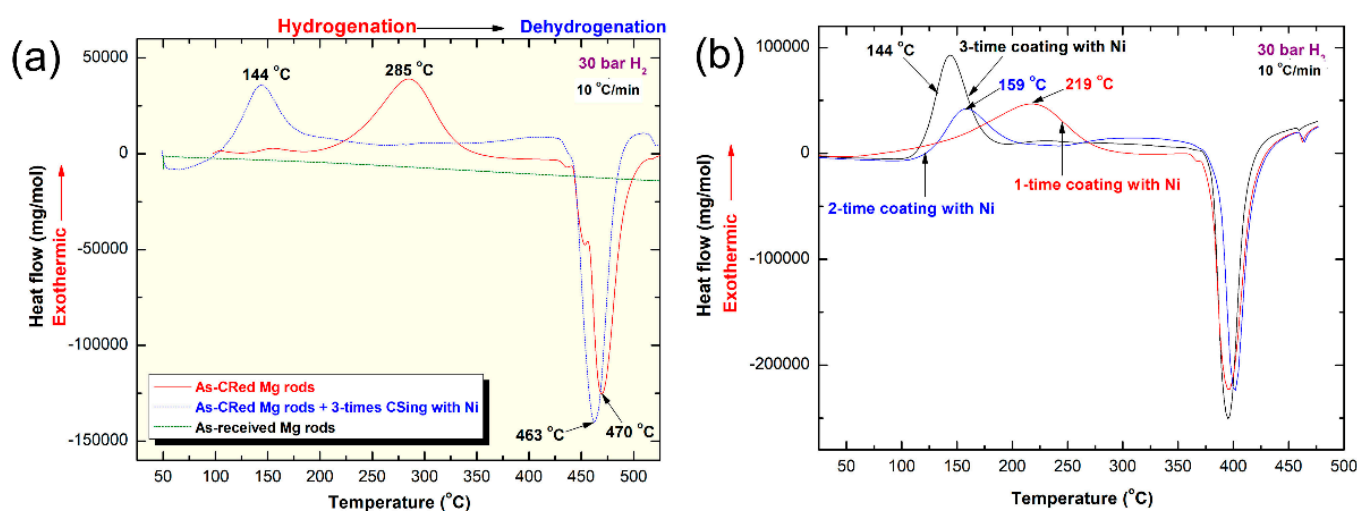 (a)
Hydrogenation
Dehydrogenation
50000
0
-50000
-100000
-150000
Heat flow (mg/mol)
Exothermic
144 °C
285 °C
30 bar H2
10 °C/min
As-CRed Mg rods
As-CRed Mg rods + 3-times CSing with Ni
As-received Mg rods
463 °C
470 °C
50 100 150 200 250 300 350 400 450 500
Temperature (°C)
(b)
100000
0
-100000
-200000
Heat flow (mg/mol)
Exothermic
144 °C
3-time coating with Ni
159 °C
219 °C
30 bar H2
10 °C/min
1-time coating with Ni
2-time coating with Ni
50 100 150 200 250 300 350 400 450 500
Temperature (°C)